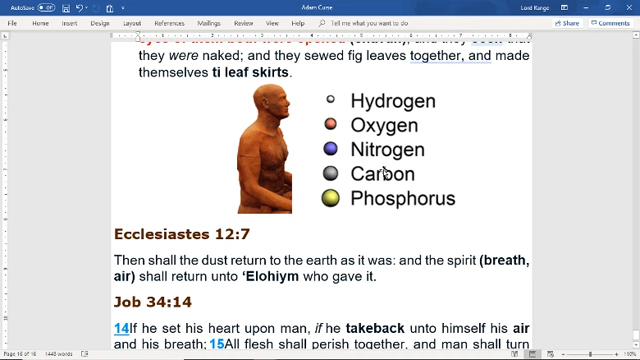 AutoSave Off
Adam Curse
Lord Range
File Home Insert Draw Design Layout References Mailings Review View Help Tell me what you want to do
Share Comments
they were naked; and they sewed fig leaves together, and made
themselves ti leaf skirts.
Hydrogen
Oxygen
Nitrogen
Carbon
Phosphorus
Ecclesiastes 12:7
Then shall the dust return to the earth as it was: and the spirit (breath,
air) shall return unto ‘Elohiym who gave it.
Job 34:14
14If he set his heart upon man, if he takeback unto himself his air
and his breath; 15All flesh shall perish together, and man shall turn
Page 16 of 16 1448 words